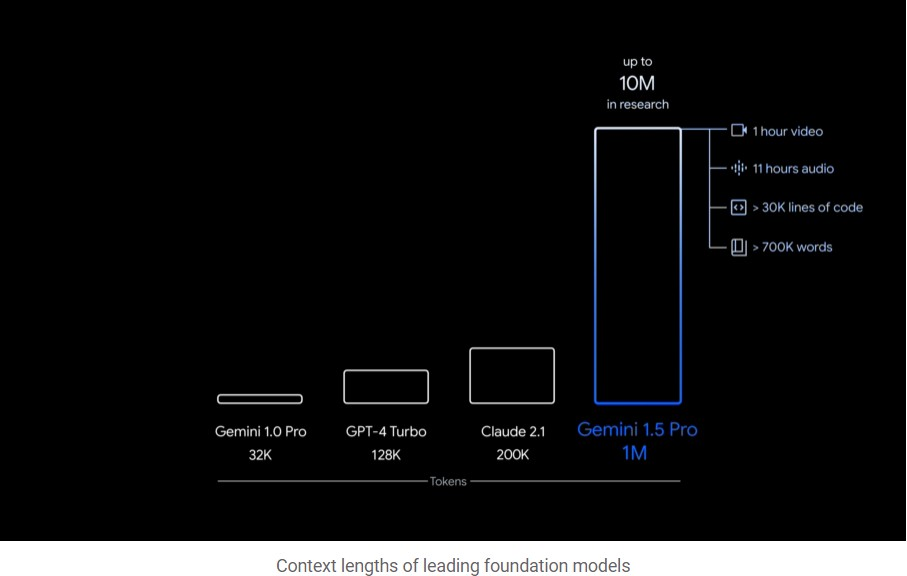 up to
10M
in research
1 hour video
11 hours audio
> 30K lines of code
> 700K words
Gemini 1.0 Pro
32K
GPT-4 Turbo
128K
Claude 2.1
200K
Gemini 1.5 Pro
1M
Tokens
Context lengths of leading foundation models